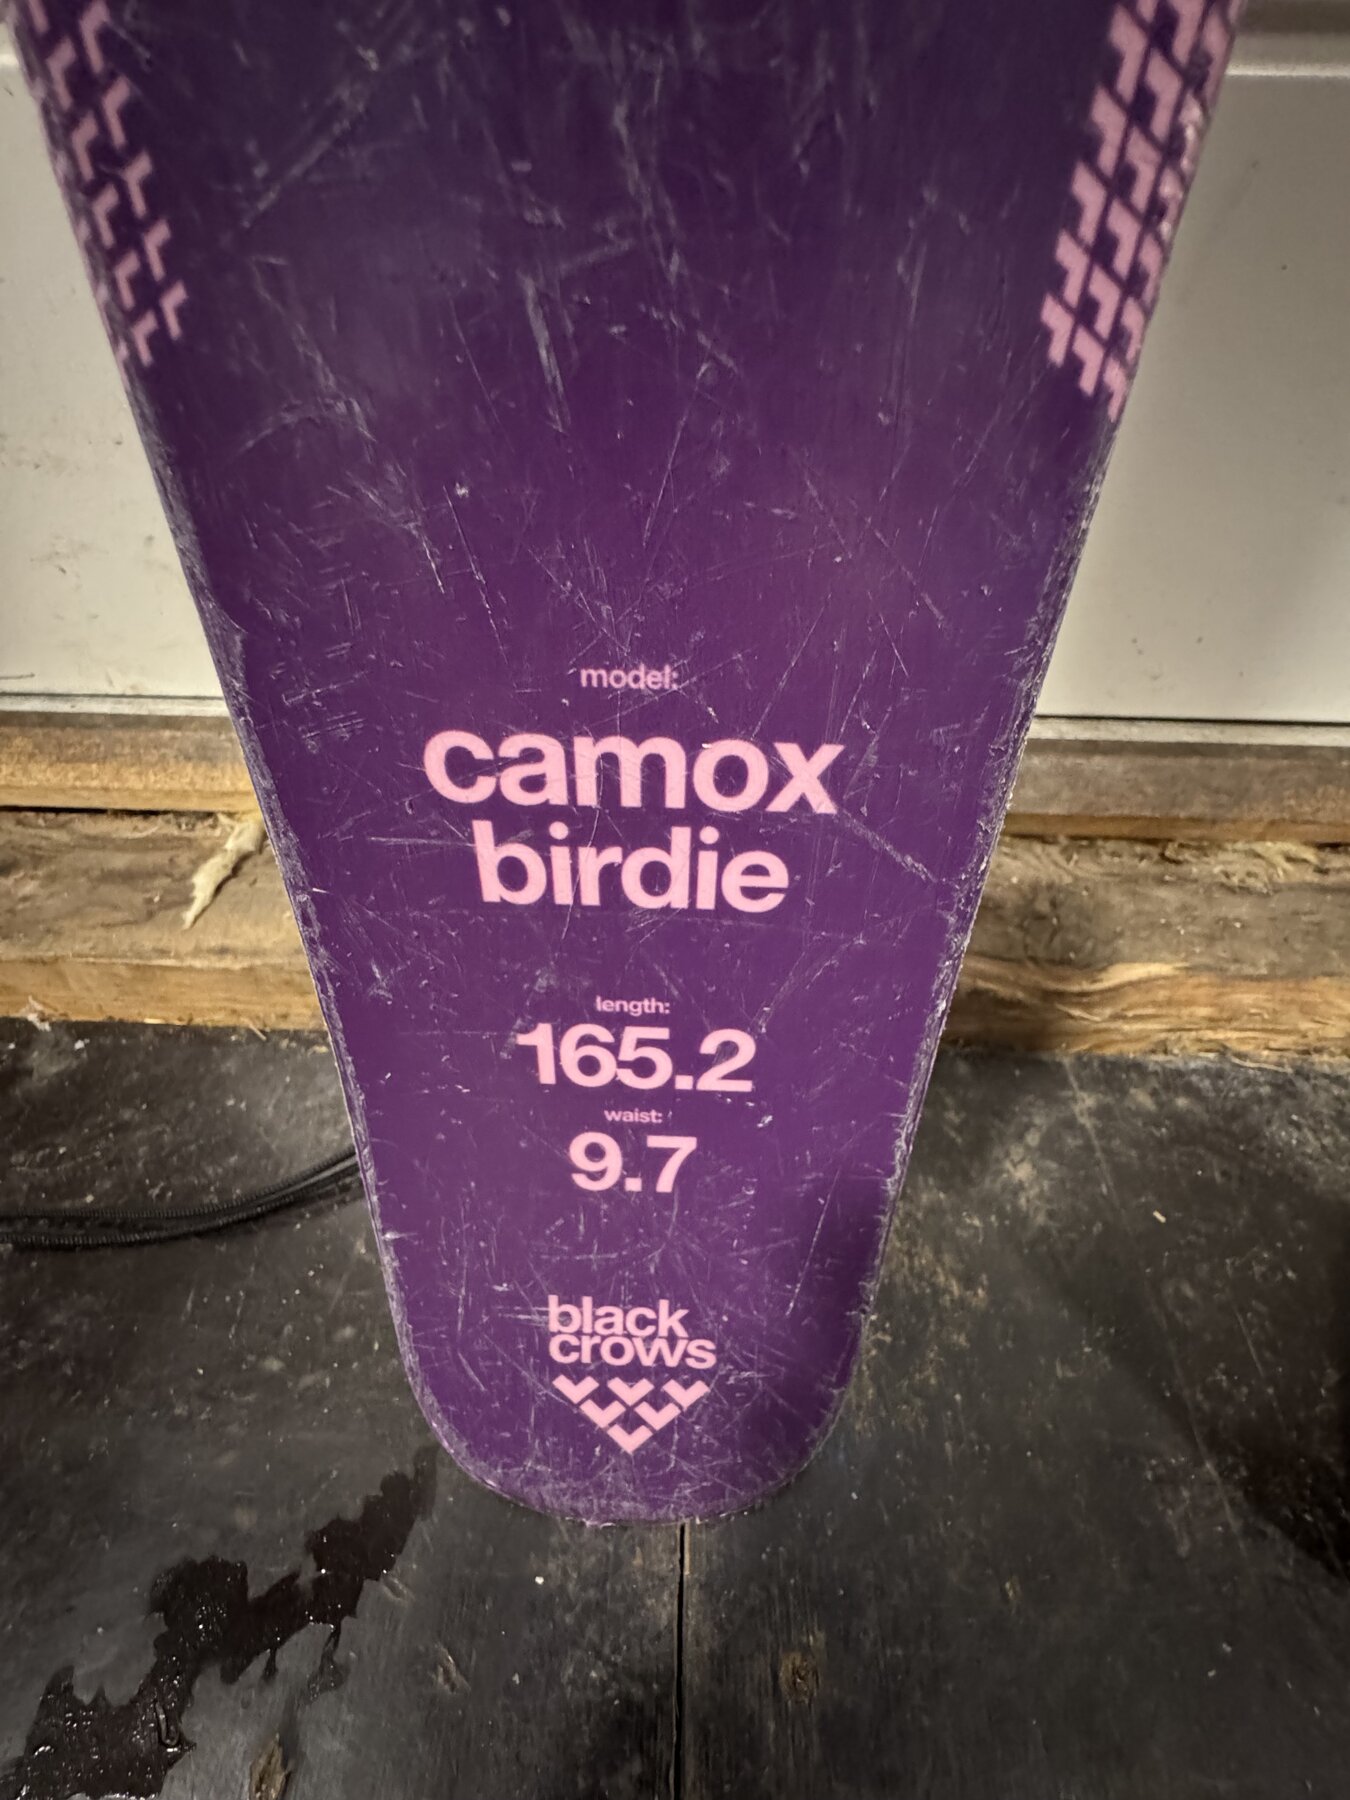 model:
camox
birdie
length:
165.2
waist:
9.7
black
crows